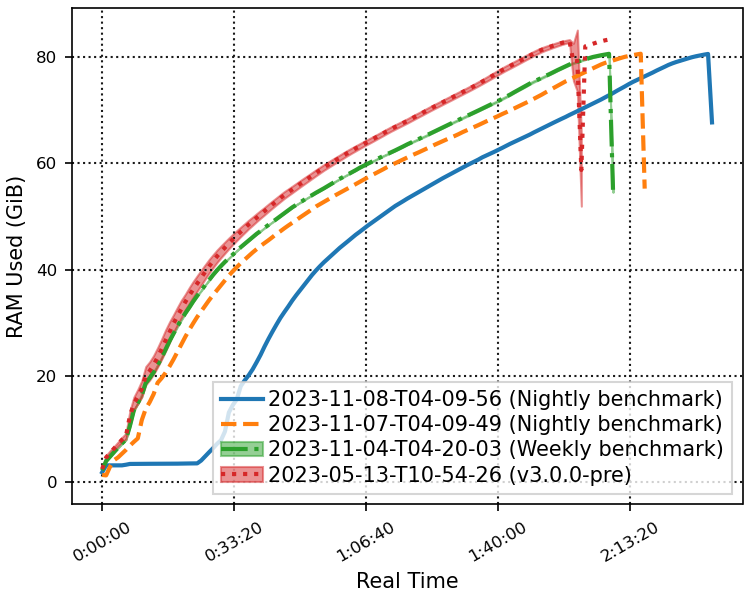 80
60
40
20
0
RAM Used (GiB)
2023-11-08-T04-09-56 (Nightly benchmark)
2023-11-07-T04-09-49 (Nightly benchmark)
2023-11-04-T04-20-03 (Weekly benchmark)
2023-05-13-T10-54-26 (v3.0.0-pre)
0:00:00
0:33:20
1:06:40
1:40:00
2:13:20
Real Time